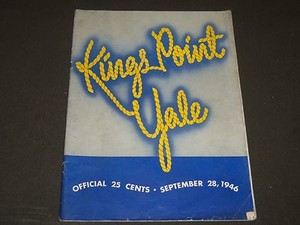 Kings Point
Yale
OFFICIAL 25 CENTS • SEPTEMBER 28, 1946